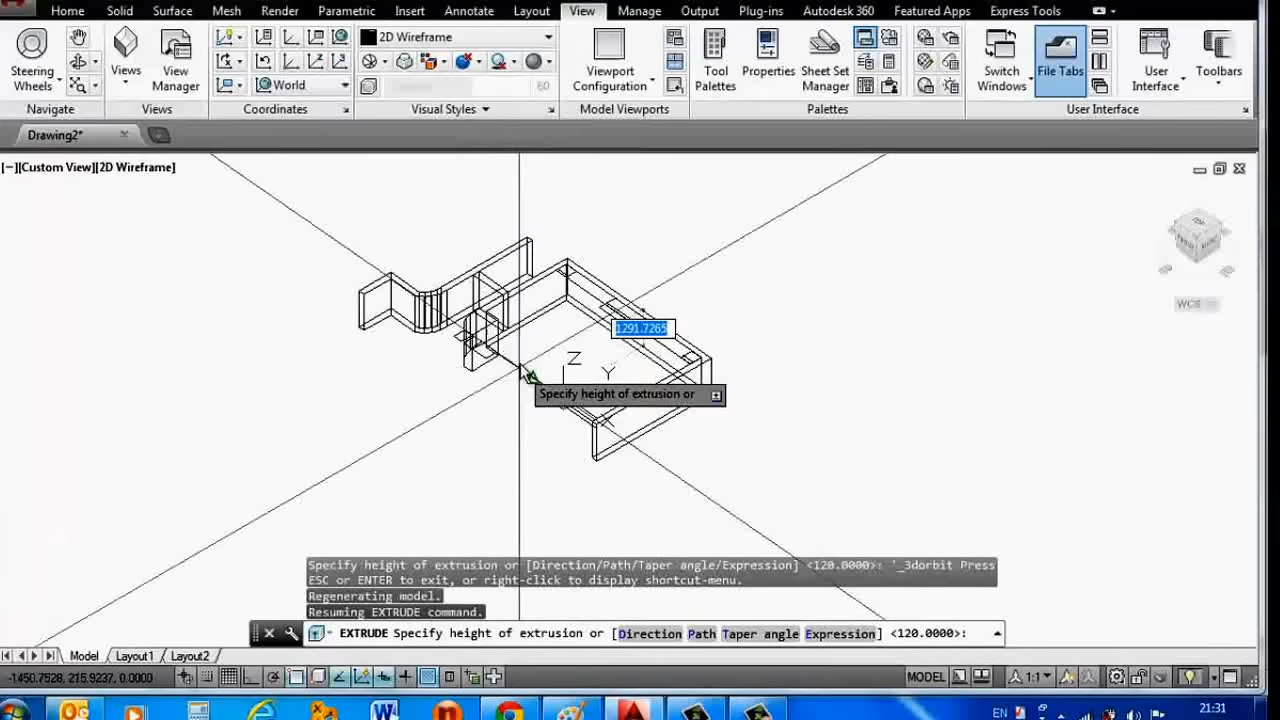 Home Solid Surface Mesh Render Parametric Insert Annotate Layout View Manage Output Plug-ins Autodesk 360 Featured Apps Express Tools
2D Wireframe
World
60
Steering Wheels
Views
View Manager
Viewport Configuration
Tool Palettes
Properties
Sheet Set Manager
Switch Windows
File Tabs
User Interface
Toolbars
Navigate Views Coordinates Visual Styles Model Viewports Palettes User Interface
Drawing2*
[−][Custom View][2D Wireframe]
WCS
1291.7265
Z
Y
X
Specify height of extrusion or
Specify height of extrusion or [Direction/Path/Taper angle/Expression] <120.0000>: '_3dorbit Press
ESC or ENTER to exit, or right-click to display shortcut-menu.
Regenerating model.
Resuming EXTRUDE command.
EXTRUDE Specify height of extrusion or [Direction Path Taper angle Expression] <120.0000>:
Model Layout1 Layout2
-1450.7528, 215.9237, 0.0000
MODEL
1:1
EN
21:31